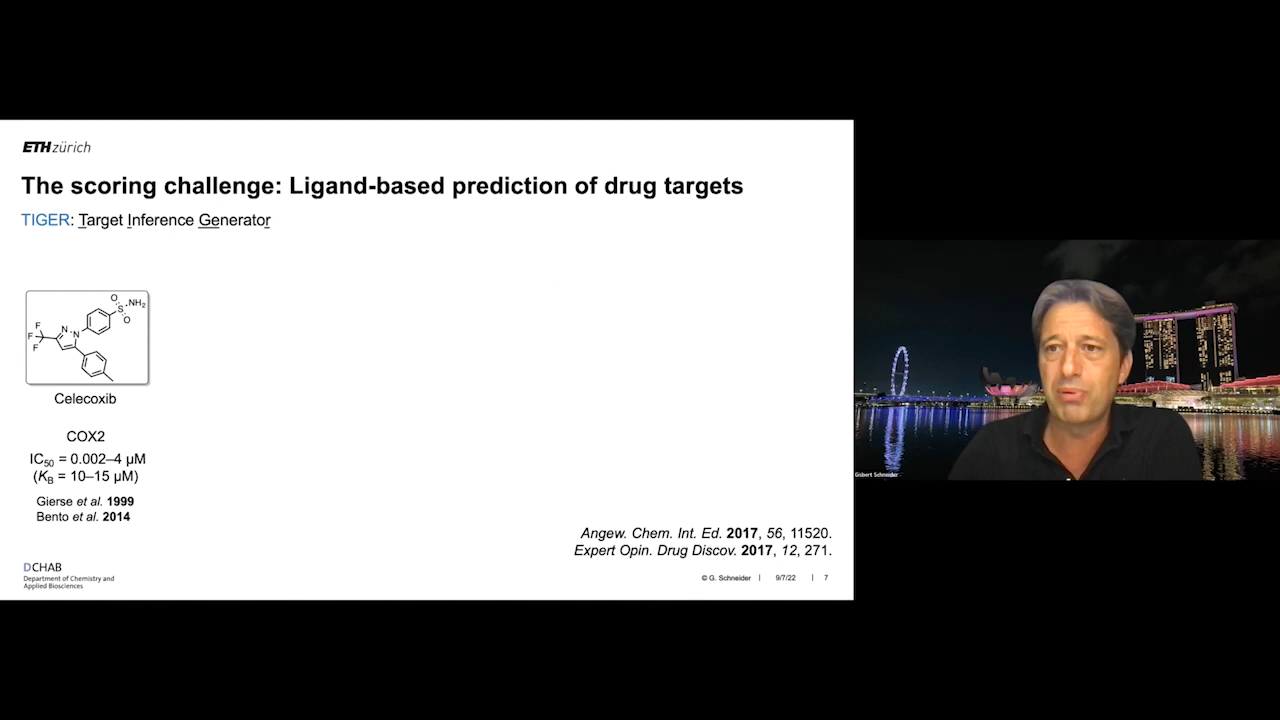 ETH zürich
The scoring challenge: Ligand-based prediction of drug targets
TIGER: Target Inference Generator
O
S
NH2
O
F
F
F
N
N
Celecoxib
COX2
IC50 = 0.002–4 µM
(KB = 10–15 µM)
Gierse et al. 1999
Bento et al. 2014
Angew. Chem. Int. Ed. 2017, 56, 11520.
Expert Opin. Drug Discov. 2017, 12, 271.
DCHAB
Department of Chemistry and
Applied Biosciences
© G. Schneider | 9/7/22 | 7
Gisbert Schneider